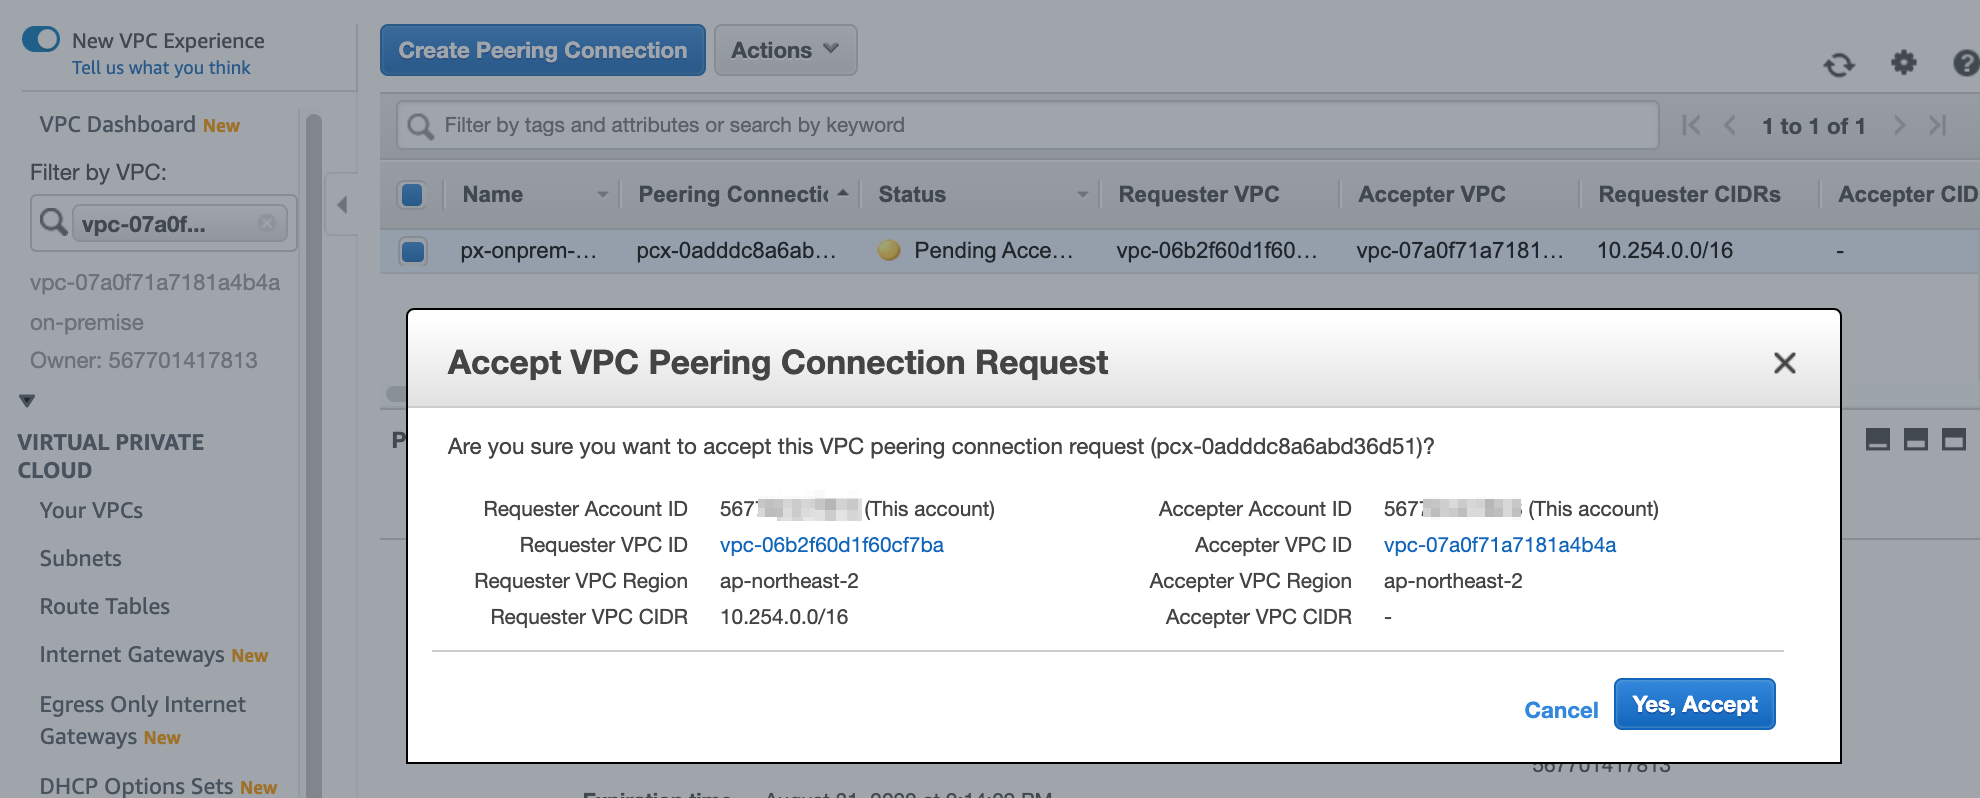 New VPC Experience
Tell us what you think
VPC Dashboard New
Filter by VPC:
vpc-07a0f...
vpc-07a0f71a7181a4b4a
on-premise
Owner: 567701417813
VIRTUAL PRIVATE
CLOUD
Your VPCs
Subnets
Route Tables
Internet Gateways New
Egress Only Internet
Gateways New
DHCP Options Sets New
Create Peering Connection Actions
Filter by tags and attributes or search by keyword
1 to 1 of 1
Name Peering Connectic Status Requester VPC Accepter VPC Requester CIDRs Accepter CID
px-onprem-... pcx-0adddc8a6ab... Pending Acce... vpc-06b2f60d1f60... vpc-07a0f71a7181... 10.254.0.0/16 -
Accept VPC Peering Connection Request
Are you sure you want to accept this VPC peering connection request (pcx-0adddc8a6abd36d51)?
Requester Account ID 567 (This account)
Requester VPC ID vpc-06b2f60d1f60cf7ba
Requester VPC Region ap-northeast-2
Requester VPC CIDR 10.254.0.0/16
Accepter Account ID 567 (This account)
Accepter VPC ID vpc-07a0f71a7181a4b4a
Accepter VPC Region ap-northeast-2
Accepter VPC CIDR -
Cancel Yes, Accept
567701417813
Expiration time